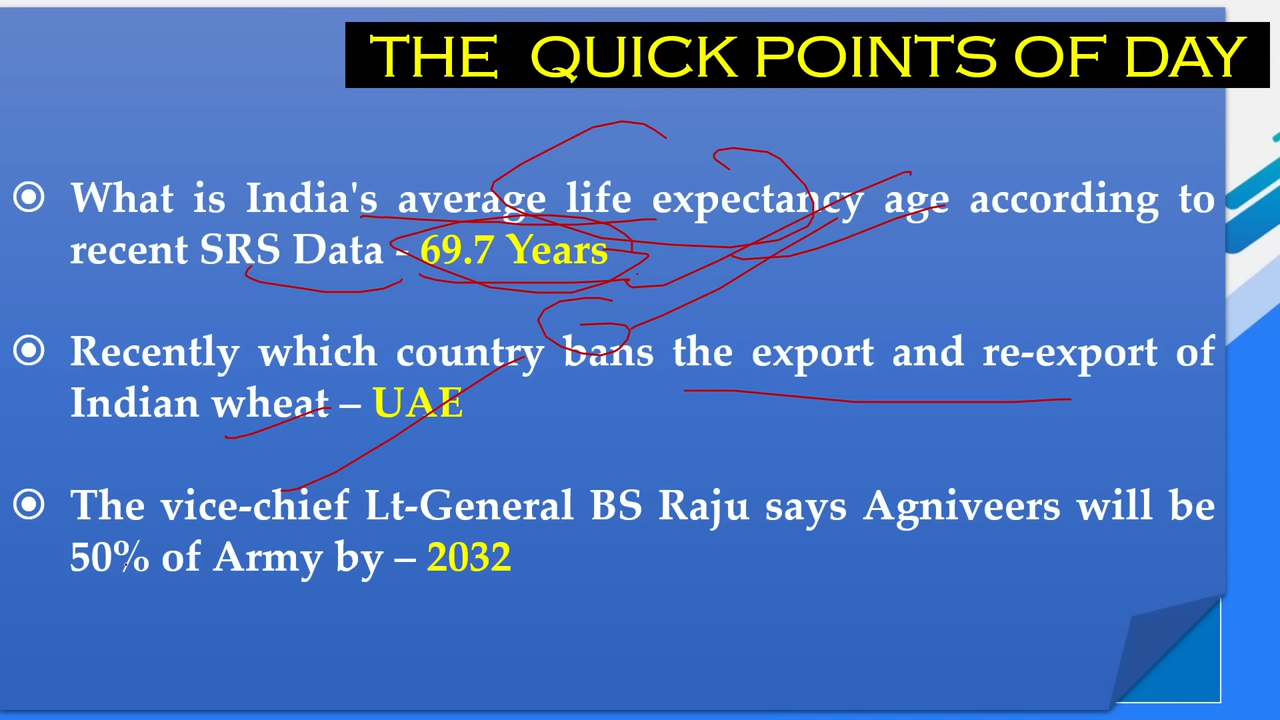 THE QUICK POINTS OF DAY
What is India's average life expectancy age according to
recent SRS Data - 69.7 Years
Recently which country bans the export and re-export of
Indian wheat – UAE
The vice-chief Lt-General BS Raju says Agniveers will be
50% of Army by – 2032